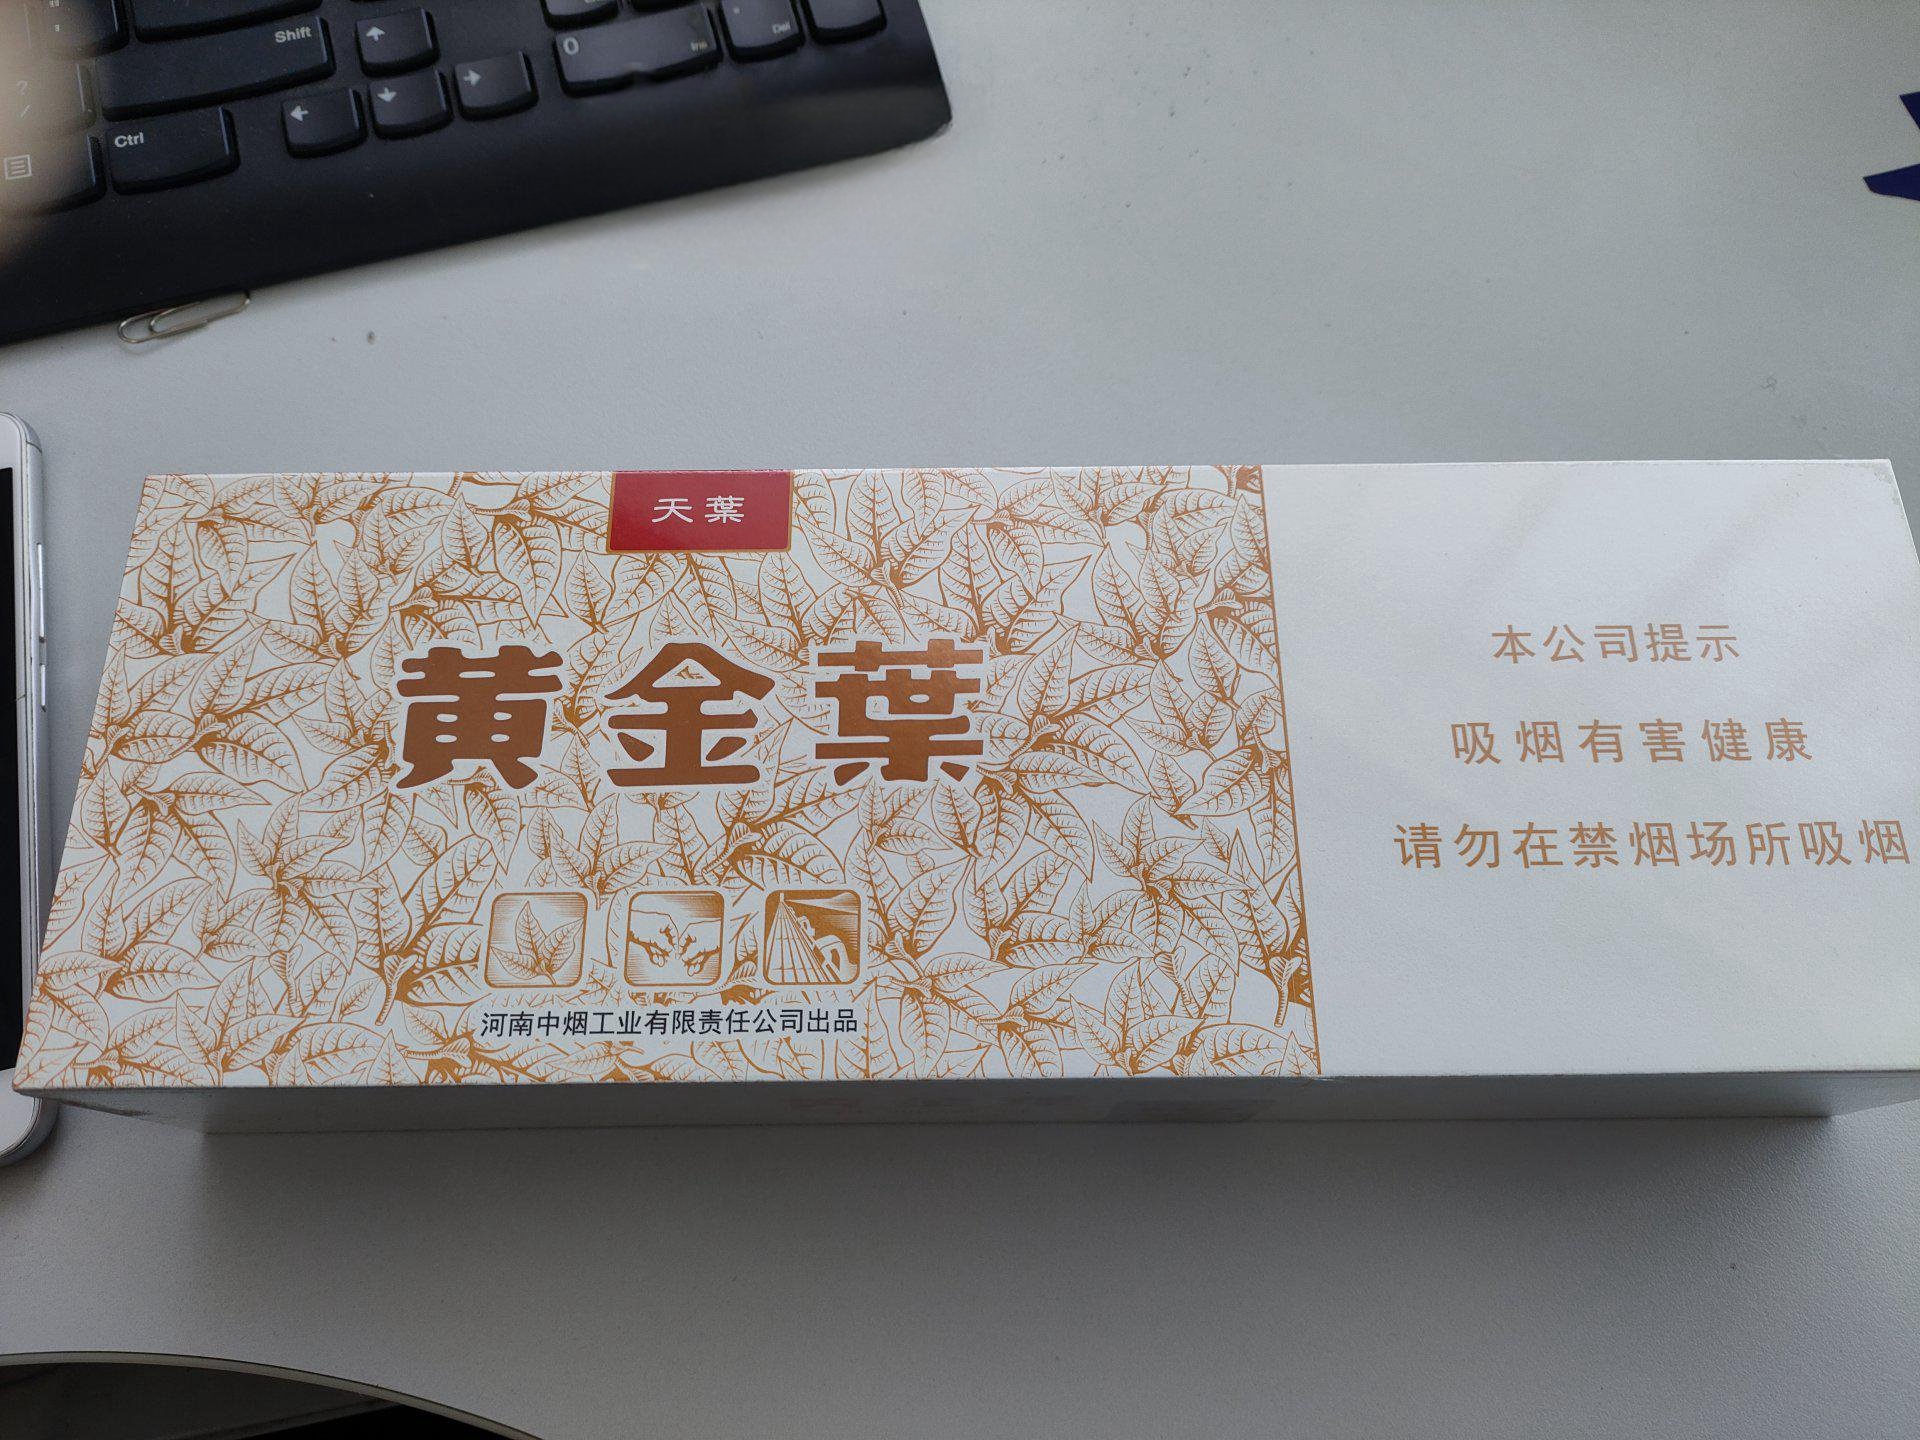 Shift
0
Ins
Del
Ctrl
天葉
黄金葉
河南中烟工业有限责任公司出品
本公司提示
吸烟有害健康
请勿在禁烟场所吸烟